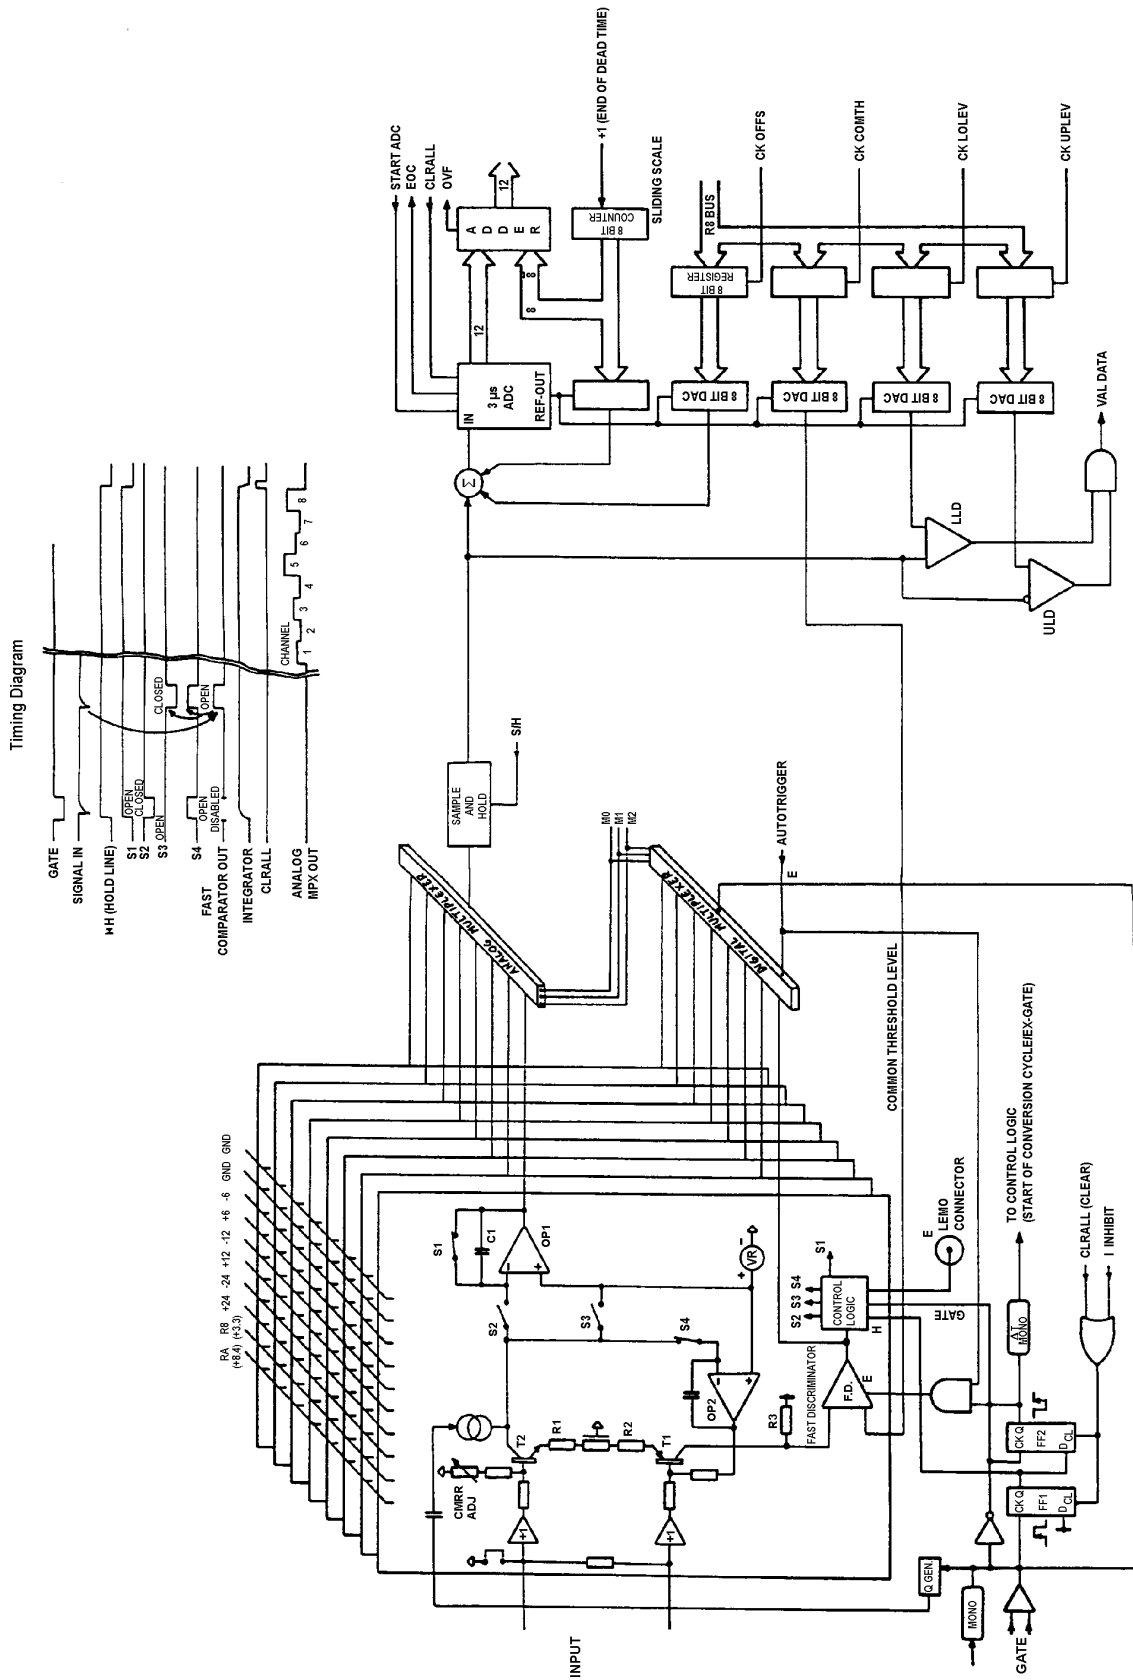 Timing Diagram
GATE
SIGNAL IN
H (HOLD LINE)
S1
OPEN
S2
CLOSED
S3
OPEN
CLOSED
S4
OPEN
OPEN
FAST
COMPARATOR OUT
DISABLED
INTEGRATOR
CLRALL
ANALOG
MPX OUT
CHANNEL
1 2 3 4 5 6 7 8
START ADC
EOC
CLRALL
OVF
ADDER
12
12
8
8
IN
3 µs
ADC
REF-OUT
Σ
8 BIT
COUNTER
+1 (END OF DEAD TIME)
SLIDING SCALE
R8 BUS
8 BIT
REGISTER
CK OFFS
CK COMTH
CK LOLEV
CK UPLEV
8 BIT DAC
8 BIT DAC
8 BIT DAC
8 BIT DAC
LLD
ULD
VAL DATA
SAMPLE
AND
HOLD
S/H
ANALOG MULTIPLEXER
DIGITAL MULTIPLEXER
M0
M1
M2
AUTOTRIGGER
E
COMMON THRESHOLD LEVEL
RA
(+8.4)
R8
(+3.3)
+24
-24
+12
-12
+6
-6
GND
GND
S1
C1
OP1
S2
S3
S4
VR
+
-
-
+
-
+
OP2
CMRR
ADJ
T2
R1
R2
T1
R3
+1
+1
INPUT
FAST DISCRIMINATOR
F.D.
E
CONTROL
LOGIC
S2
S3
S4
S1
H
GATE
E
LEMO
CONNECTOR
TO CONTROL LOGIC
(START OF CONVERSION CYCLE/EX-GATE)
ΔT
MONO
CLRALL (CLEAR)
I INHIBIT
CK Q
FF2
D CL
CK Q
FF1
D CL
Q GEN.
MONO
GATE